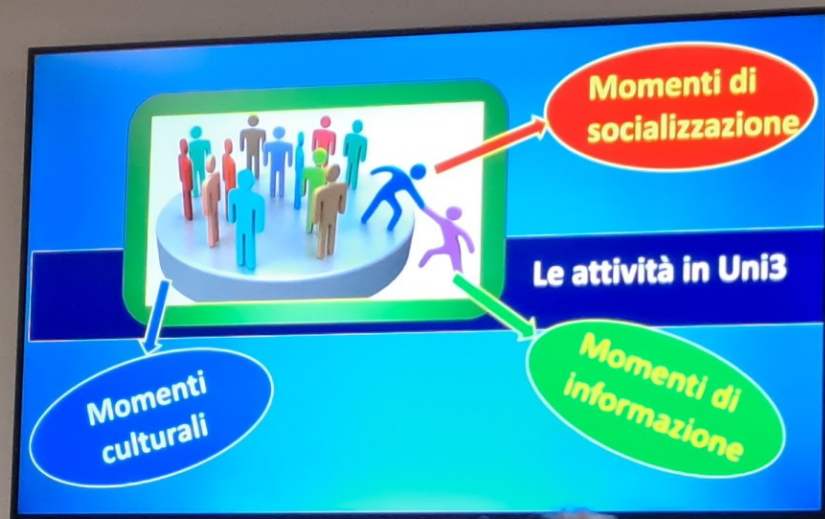 Momenti di
socializzazione
Le attività in Uni3
Momenti
culturali
Momenti di
informazione